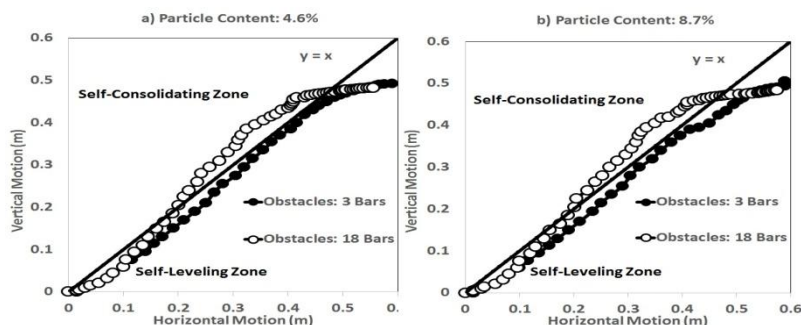 a) Particle Content: 4.6%
0.6
0.5
0.4
0.3
0.2
0.1
0
Vertical Motion (m)
y = x
Self-Consolidating Zone
Obstacles: 3 Bars
Obstacles: 18 Bars
Self-Leveling Zone
0 0.1 0.2 0.3 0.4 0.5 0.
Horizontal Motion (m)
b) Particle Content: 8.7%
0.6
0.5
0.4
0.3
0.2
0.1
0
Vertical Motion (m)
y = x
Self-Consolidating Zone
Obstacles: 3 Bars
Obstacles: 18 Bars
Self-Leveling Zone
0 0.1 0.2 0.3 0.4 0.5 0.6
Horizontal Motion (m)